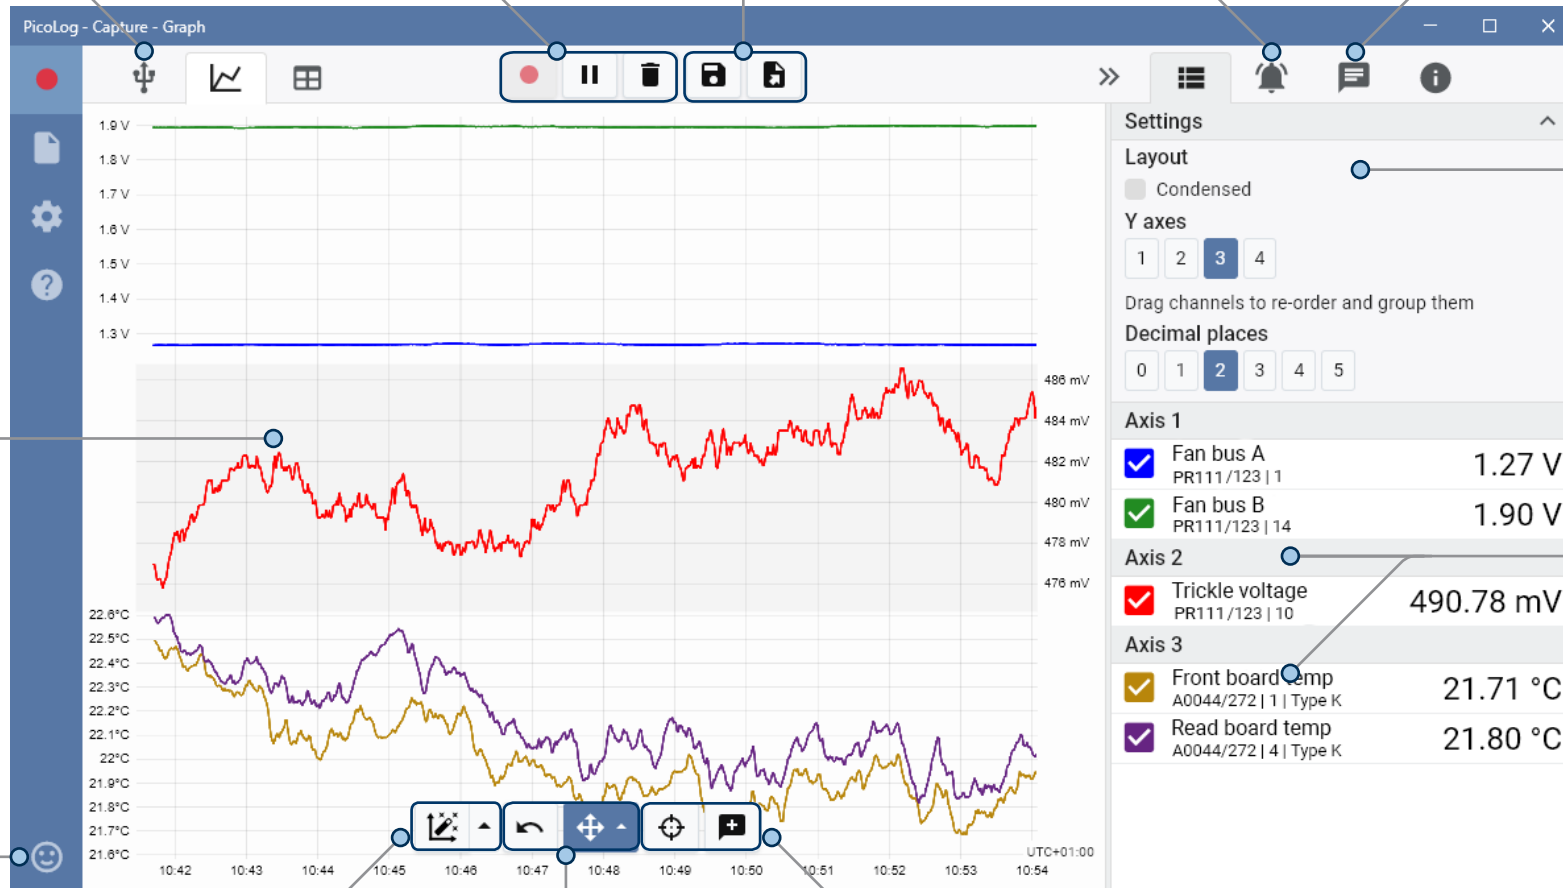 PicoLog - Capture - Graph
1.9 V
1.8 V
1.7 V
1.6 V
1.5 V
1.4 V
1.3 V
486 mV
484 mV
482 mV
480 mV
478 mV
476 mV
22.6°C
22.5°C
22.4°C
22.3°C
22.2°C
22.1°C
22°C
21.9°C
21.8°C
21.7°C
21.6°C
UTC+01:00
10:42 10:43 10:44 10:45 10:46 10:47 10:48 10:49 10:50 10:51 10:52 10:53 10:54
Settings
Layout
Condensed
Y axes
1 2 3 4
Drag channels to re-order and group them
Decimal places
0 1 2 3 4 5
Axis 1
Fan bus A 1.27 V
PR111/123 | 1
Fan bus B 1.90 V
PR111/123 | 14
Axis 2
Trickle voltage 490.78 mV
PR111/123 | 10
Axis 3
Front board temp 21.71 °C
A0044/272 | 1 | Type K
Read board temp 21.80 °C
A0044/272 | 4 | Type K